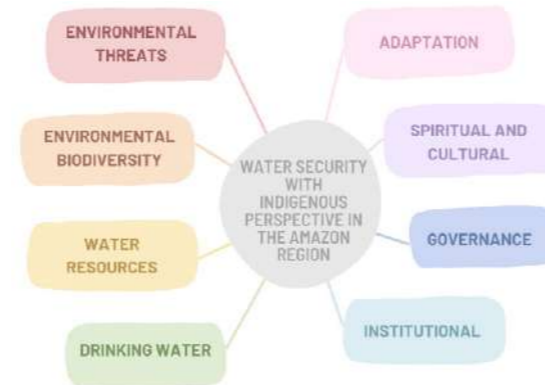 ENVIRONMENTAL
THREATS
ADAPTATION
ENVIRONMENTAL
BIODIVERSITY
SPIRITUAL AND
CULTURAL
WATER SECURITY
WITH
INDIGENOUS
PERSPECTIVE IN
THE AMAZON
REGION
WATER
RESOURCES
GOVERNANCE
DRINKING WATER
INSTITUTIONAL